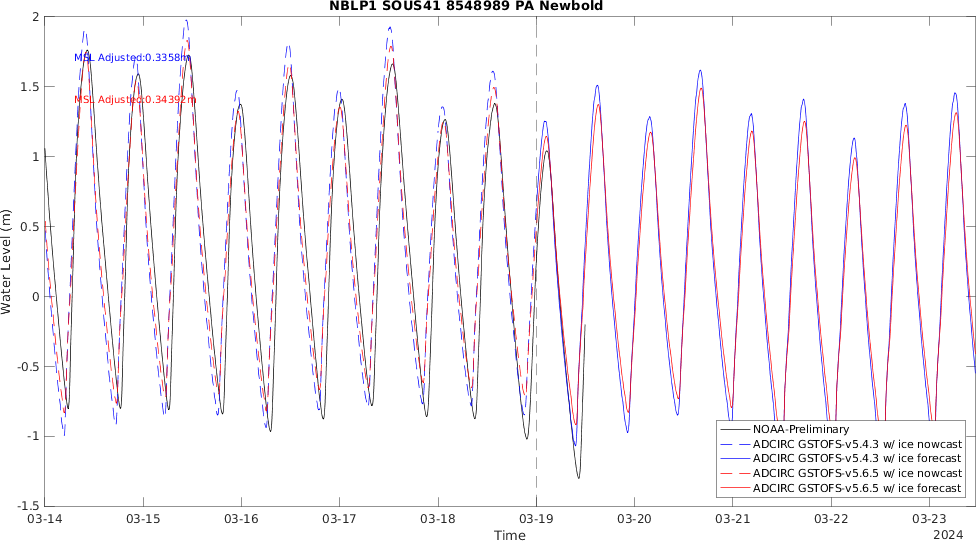 NBLP1 SOUS41 8548989 PA Newbold
2
MSL Adjusted:0.3358m
1.5
MSL Adjusted:0.34392m
1
0.5
Water Level (m)
0
-0.5
-1
NOAA-Preliminary
ADCIRC GSTOFS-v5.4.3 w/ ice nowcast
ADCIRC GSTOFS-v5.4.3 w/ ice forecast
ADCIRC GSTOFS-v5.6.5 w/ ice nowcast
ADCIRC GSTOFS-v5.6.5 w/ ice forecast
-1.5
03-14 03-15 03-16 03-17 03-18 03-19 03-20 03-21 03-22 03-23
Time
2024